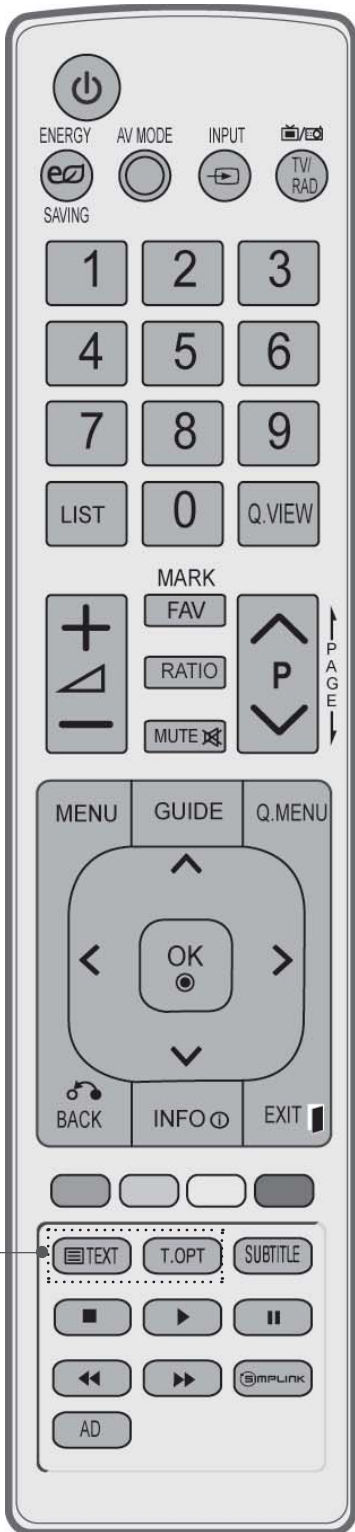 ENERGY AV MODE INPUT
TV/
RAD
SAVING
1 2 3
4 5 6
7 8 9
LIST 0 Q.VIEW
MARK
FAV
RATIO
MUTE
P
PAGE
MENU GUIDE Q.MENU
OK
BACK INFO EXIT
TEXT T.OPT SUBTITLE
SIMPLINK
AD